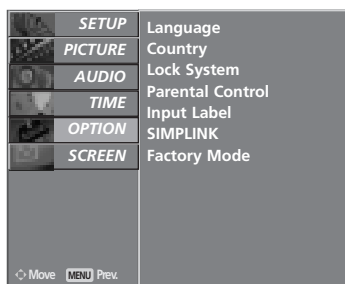 SETUP
PICTURE
AUDIO
TIME
OPTION
SCREEN
Language
Country
Lock System
Parental Control
Input Label
SIMPLINK
Factory Mode
Move MENU Prev.